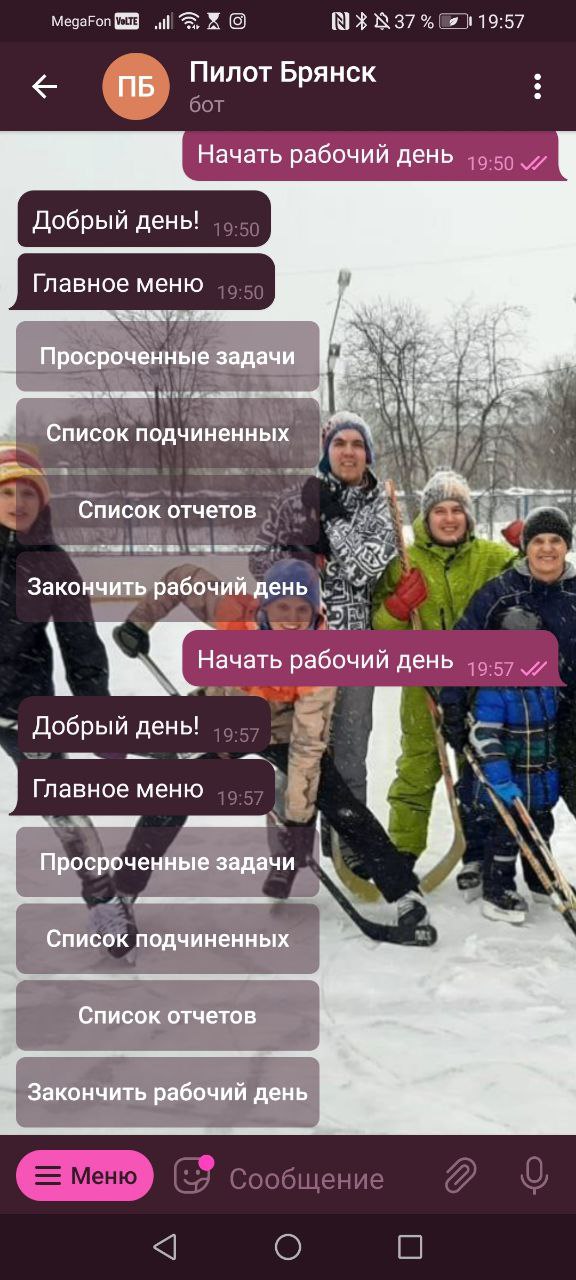 MegaFon VoLTE 37 % 19:57
ПБ
Пилот Брянск
бот
Начать рабочий день 19:50
Добрый день! 19:50
Главное меню 19:50
Просроченные задачи
Список подчиненных
Список отчетов
Закончить рабочий день
Начать рабочий день 19:57
Добрый день! 19:57
Главное меню 19:57
Просроченные задачи
Список подчиненных
Список отчетов
Закончить рабочий день
Меню Сообщение